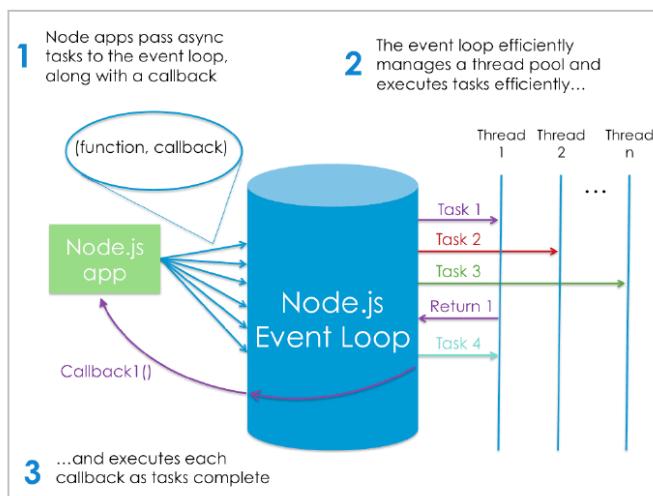 1
Node apps pass async
tasks to the event loop,
along with a callback
2
The event loop efficiently
manages a thread pool and
executes tasks efficiently...
(function, callback)
Thread
1
Thread
2
...
Thread
n
Node.js
app
Node.js
Event Loop
Task 1
Task 2
Task 3
Return 1
Task 4
Callback1()
3
...and executes each
callback as tasks complete